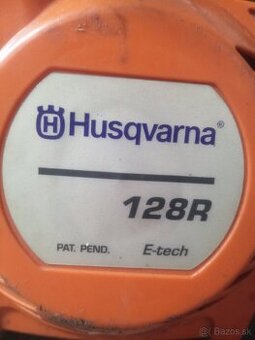 H Husqvarna®
128R
PAT. PEND. E-tech
Bazos.sk